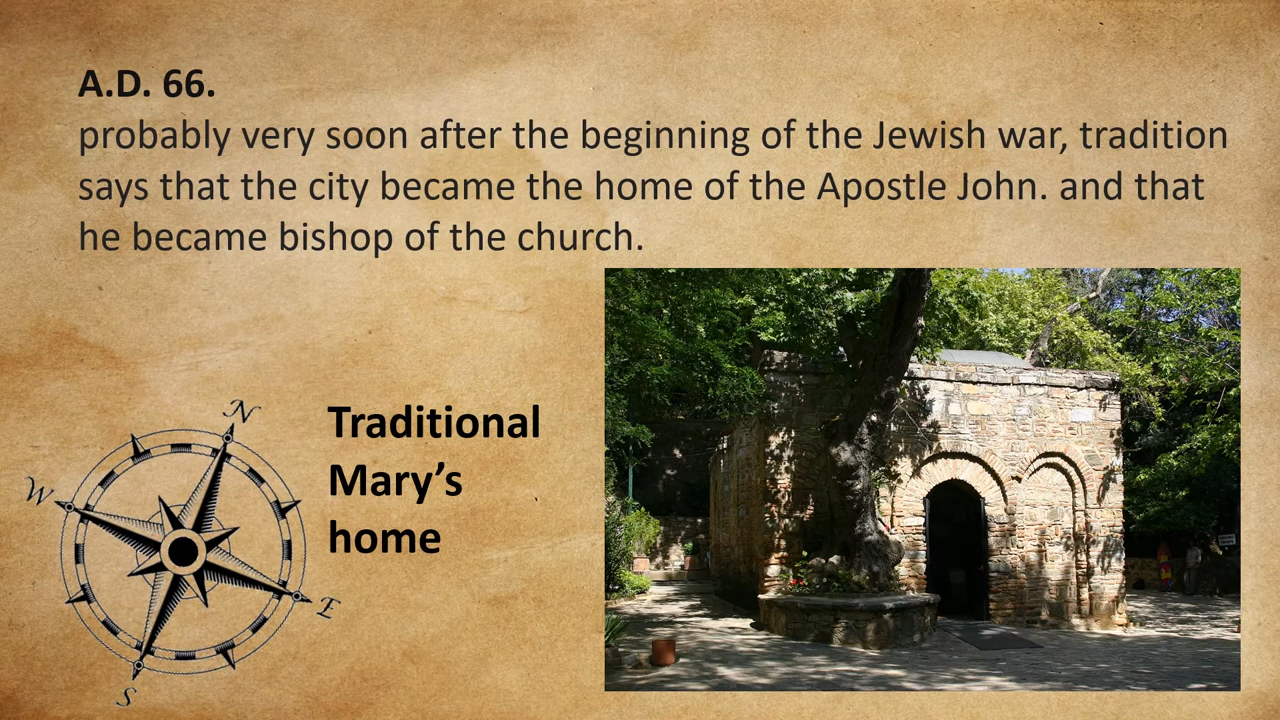 A.D. 66.
probably very soon after the beginning of the Jewish war, tradition
says that the city became the home of the Apostle John. and that
he became bishop of the church.
Traditional
Mary’s
home
N
W
E
S